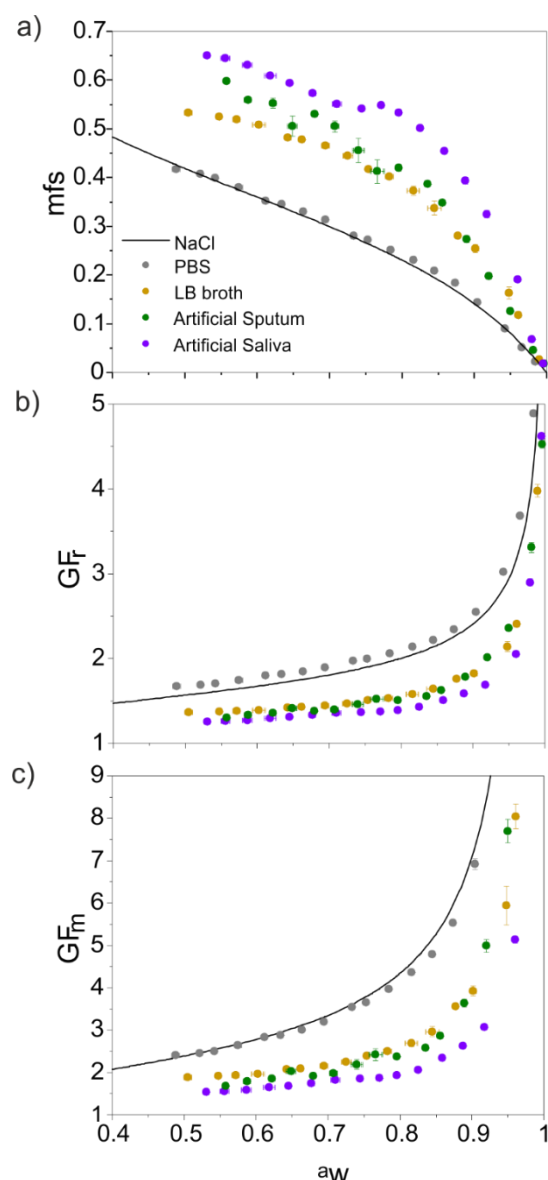 a)
0.7
0.6
0.5
0.4
0.3
0.2
0.1
0
mfs
NaCl
PBS
LB broth
Artificial Sputum
Artificial Saliva
b)
5
4
3
2
1
GFr
c)
9
8
7
6
5
4
3
2
1
GFm
0.4 0.5 0.6 0.7 0.8 0.9 1
aw